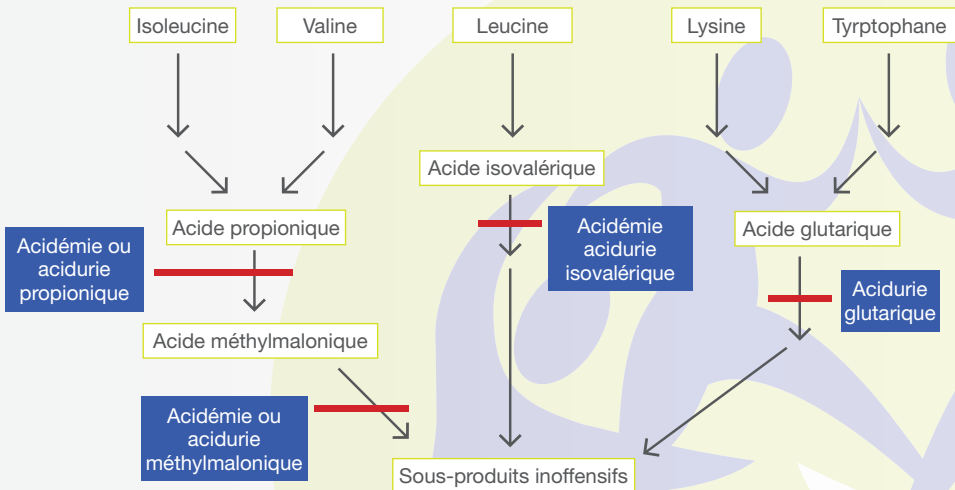 Isoleucine
Valine
Leucine
Lysine
Tyrptophane
Acide isovalérique
Acide propionique
Acide glutarique
Acidémie ou
acidurie
propionique
Acidémie
acidurie
isovalérique
Acidurie
glutarique
Acide méthylmalonique
Acidémie ou
acidurie
méthylmalonique
Sous-produits inoffensifs